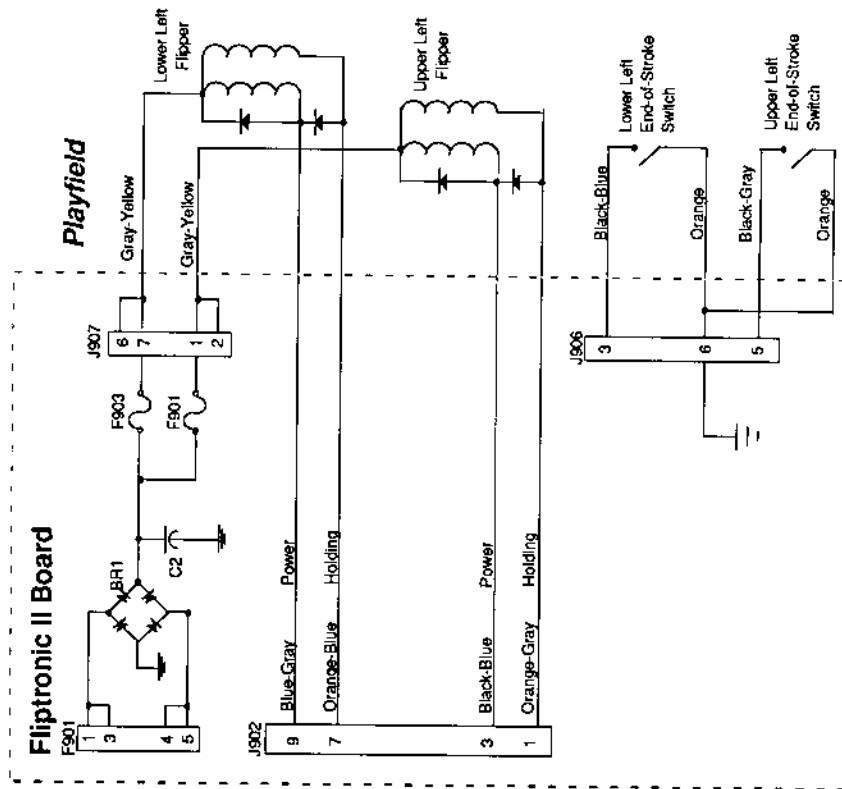 Fliptronic II Board
Playfield
F901
1
3
4
5
BR1
C2
F903
F901
J907
6
7
1
2
Gray-Yellow
Gray-Yellow
Lower Left
Flipper
J902
9
7
3
1
Blue-Gray Power
Orange-Blue Holding
Black-Blue Power
Orange-Gray Holding
Upper Left
Flipper
J906
3
6
5
Black-Blue
Orange
Black-Gray
Orange
Lower Left
End-of-Stroke
Switch
Upper Left
End-of-Stroke
Switch